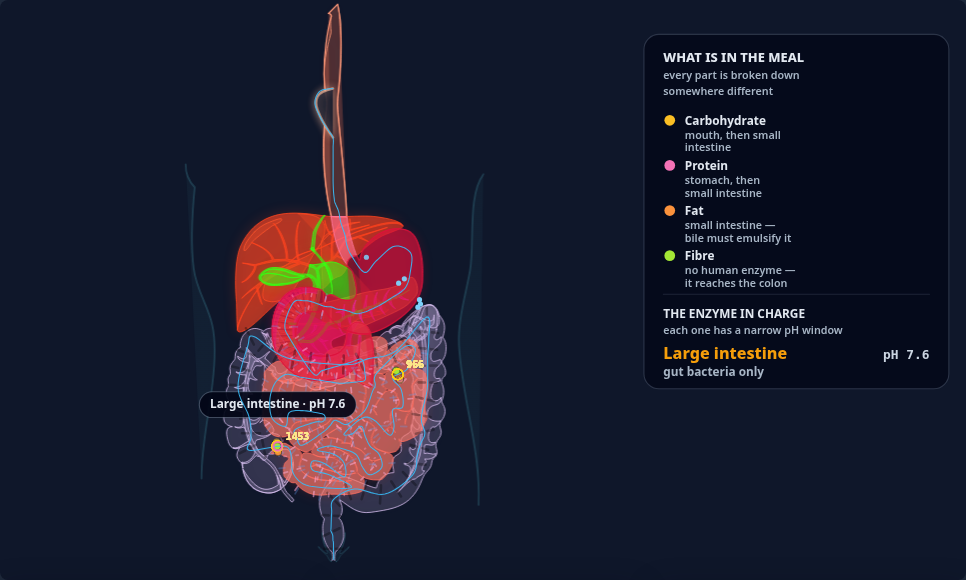 WHAT IS IN THE MEAL
every part is broken down
somewhere different
Carbohydrate
mouth, then small
intestine
Protein
stomach, then
small intestine
Fat
small intestine —
bile must emulsify it
Fibre
no human enzyme —
it reaches the colon
THE ENZYME IN CHARGE
each one has a narrow pH window
Large intestine pH 7.6
gut bacteria only
Large intestine · pH 7.6